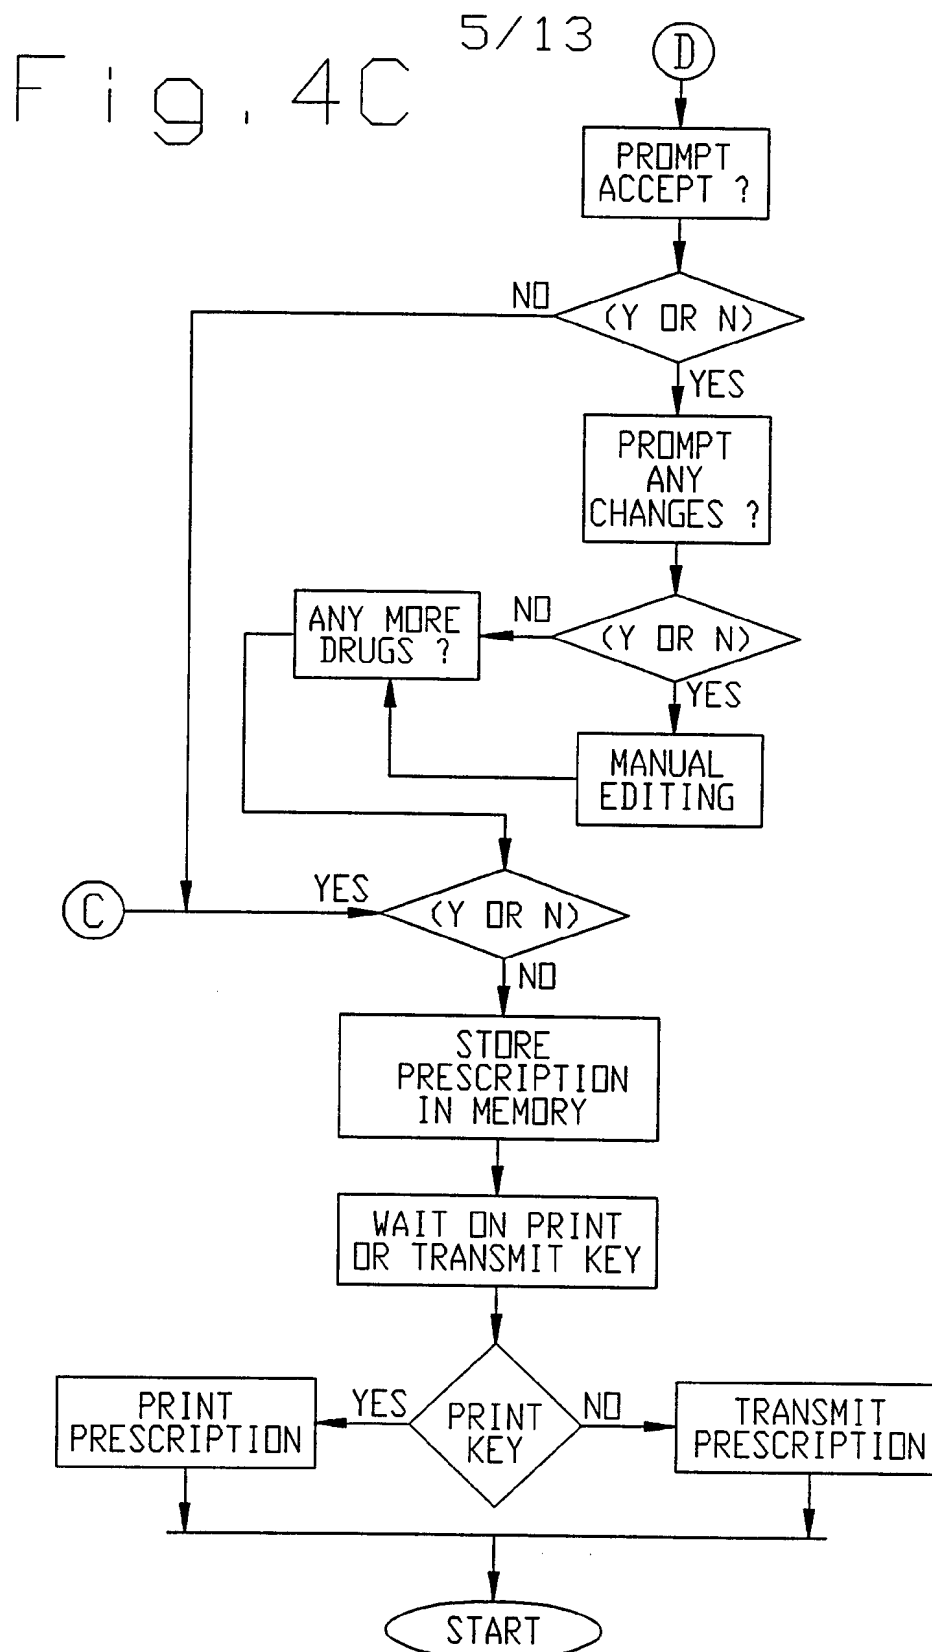 5/13
Fig. 4C
D
PROMPT
ACCEPT ?
NO
(Y OR N)
YES
PROMPT
ANY
CHANGES ?
ANY MORE
DRUGS ?
NO
(Y OR N)
YES
MANUAL
EDITING
C
YES
(Y OR N)
NO
STORE
PRESCRIPTION
IN MEMORY
WAIT ON PRINT
OR TRANSMIT KEY
PRINT
PRESCRIPTION
YES
PRINT
KEY
NO
TRANSMIT
PRESCRIPTION
START